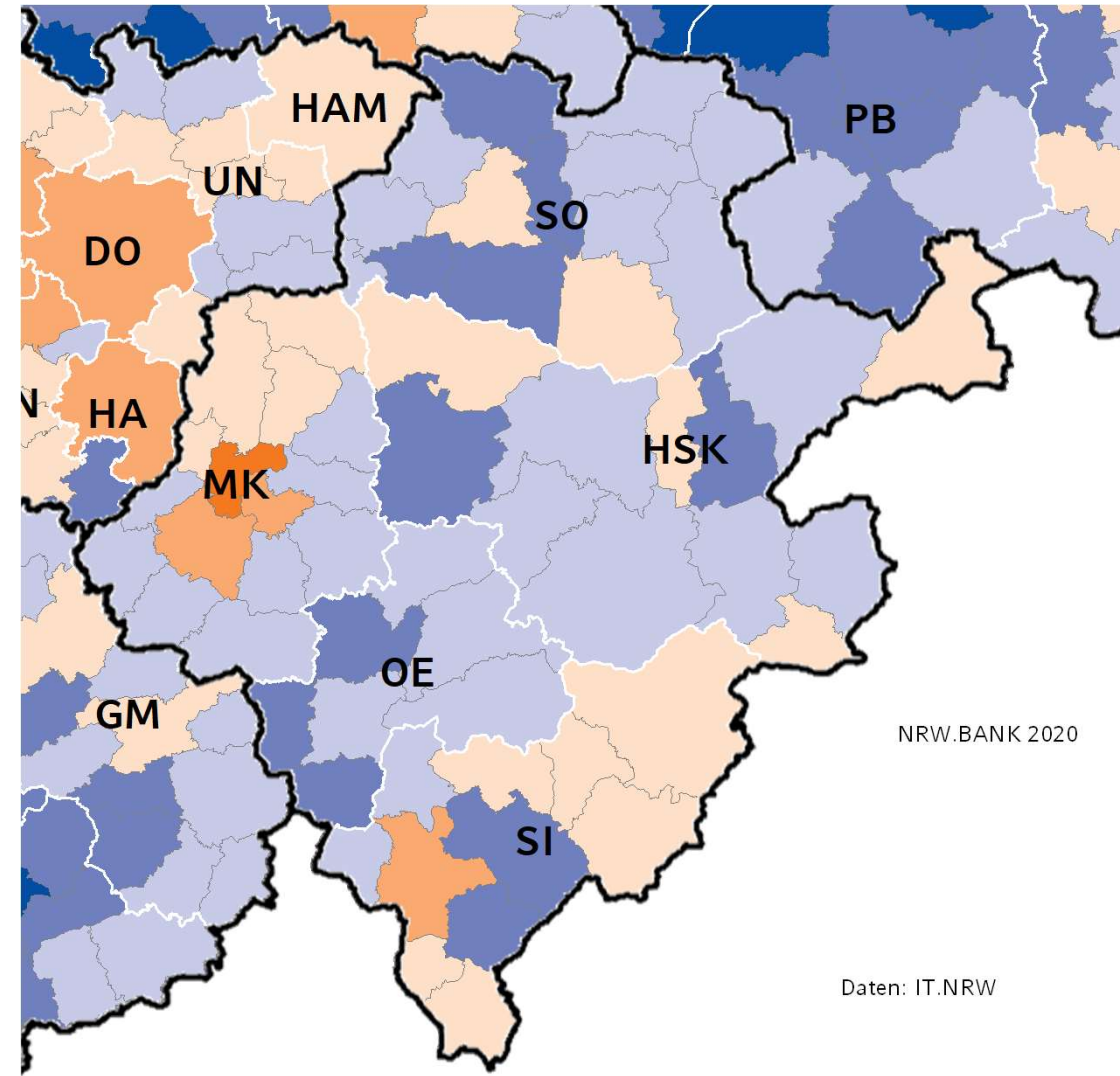 HAM
PB
UN
SO
DO
N
HA
HSK
MK
OE
GM
NRW.BANK 2020
SI
Daten: IT.NRW